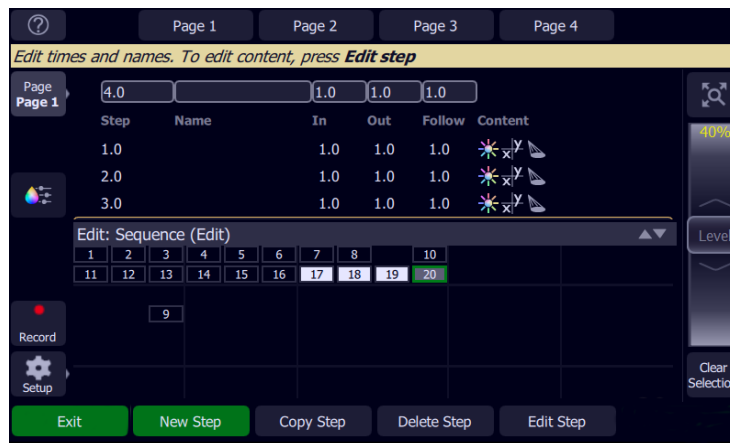 ?
Page 1 Page 2 Page 3 Page 4
Edit times and names. To edit content, press Edit step
Page
Page 1
4.0 1.0 1.0 1.0
Step Name In Out Follow Content
1.0 1.0 1.0 1.0 x y
2.0 1.0 1.0 1.0 x y
3.0 1.0 1.0 1.0 x y
40%
Edit: Sequence (Edit)
Level
1 2 3 4 5 6 7 8 10
11 12 13 14 15 16 17 18 19 20
9
Record
Setup
Clear
Selectio
Exit New Step Copy Step Delete Step Edit Step